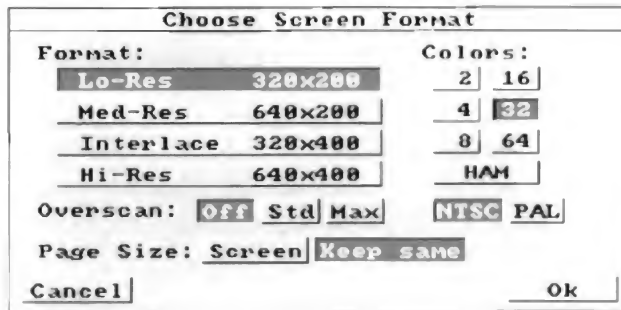 Choose Screen Format
Format: Colors:
Lo-Res 320x200 2 16
Med-Res 640x200 4 32
Interlace 320x400 8 64
Hi-Res 640x400 HAM
Overscan: Off Std Max NTSC PAL
Page Size: Screen Keep same
Cancel Ok